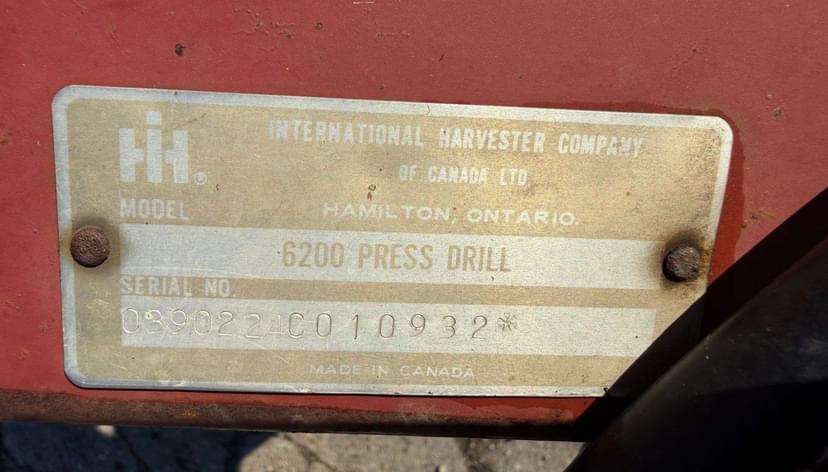 IH®
INTERNATIONAL HARVESTER COMPANY
OF CANADA LTD.
MODEL
HAMILTON, ONTARIO.
6200 PRESS DRILL
SERIAL NO.
0390224C010932*
MADE IN CANADA